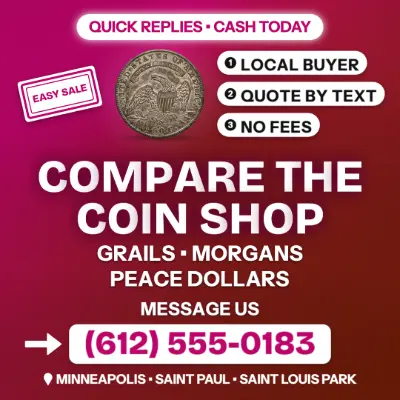 QUICK REPLIES • CASH TODAY
EASY SALE
1 LOCAL BUYER
2 QUOTE BY TEXT
3 NO FEES
COMPARE THE
COIN SHOP
GRAILS ▪ MORGANS
PEACE DOLLARS
MESSAGE US
(612) 555-0183
MINNEAPOLIS ▪ SAINT PAUL ▪ SAINT LOUIS PARK